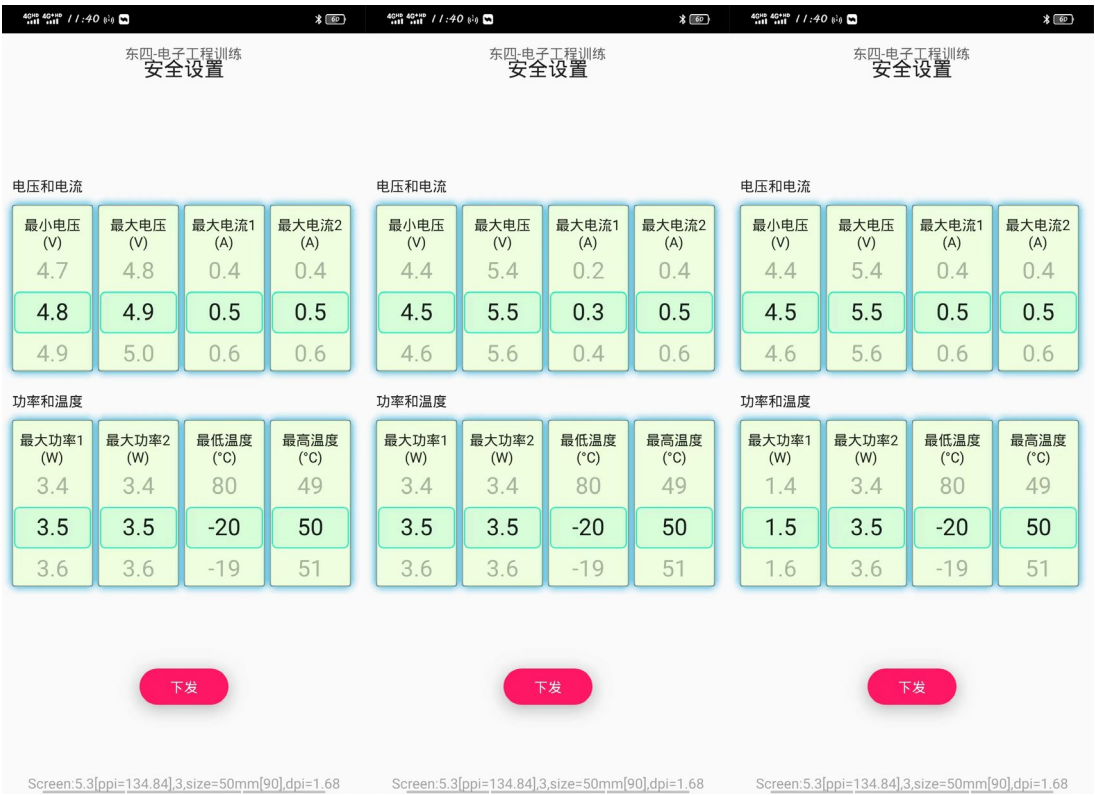 4GHD 4G+HD 11:40 60
东四-电子工程训练
安全设置
电压和电流
最小电压 最大电压 最大电流1 最大电流2
(V) (V) (A) (A)
4.7 4.8 0.4 0.4
4.8 4.9 0.5 0.5
4.9 5.0 0.6 0.6
功率和温度
最大功率1 最大功率2 最低温度 最高温度
(W) (W) (°C) (°C)
3.4 3.4 80 49
3.5 3.5 -20 50
3.6 3.6 -19 51
下发
Screen:5.3[ppi=134.84],3,size=50mm[90],dpi=1.68
4GHD 4G+HD 11:40 60
东四-电子工程训练
安全设置
电压和电流
最小电压 最大电压 最大电流1 最大电流2
(V) (V) (A) (A)
4.4 5.4 0.2 0.4
4.5 5.5 0.3 0.5
4.6 5.6 0.4 0.6
功率和温度
最大功率1 最大功率2 最低温度 最高温度
(W) (W) (°C) (°C)
3.4 3.4 80 49
3.5 3.5 -20 50
3.6 3.6 -19 51
下发
Screen:5.3[ppi=134.84],3,size=50mm[90],dpi=1.68
4GHD 4G+HD 11:40 60
东四-电子工程训练
安全设置
电压和电流
最小电压 最大电压 最大电流1 最大电流2
(V) (V) (A) (A)
4.4 5.4 0.4 0.4
4.5 5.5 0.5 0.5
4.6 5.6 0.6 0.6
功率和温度
最大功率1 最大功率2 最低温度 最高温度
(W) (W) (°C) (°C)
1.4 3.4 80 49
1.5 3.5 -20 50
1.6 3.6 -19 51
下发
Screen:5.3[ppi=134.84],3,size=50mm[90],dpi=1.68